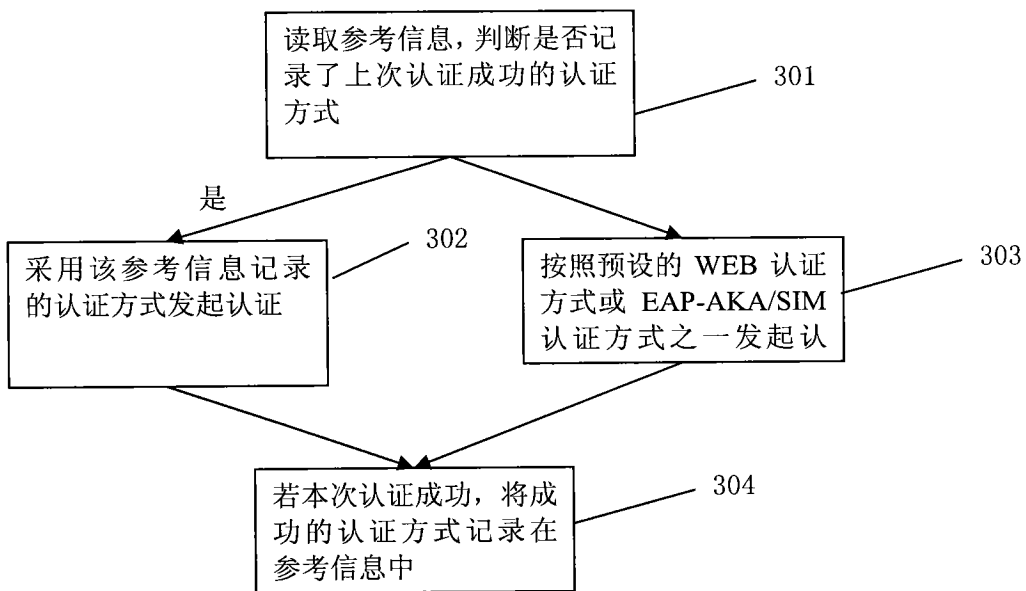 读取参考信息，判断是否记
录了上次认证成功的认证
方式
301
是
302
采用该参考信息记录
的认证方式发起认证
303
按照预设的 WEB 认证
方式或 EAP-AKA/SIM
认证方式之一发起认
304
若本次认证成功，将成
功的认证方式记录在
参考信息中